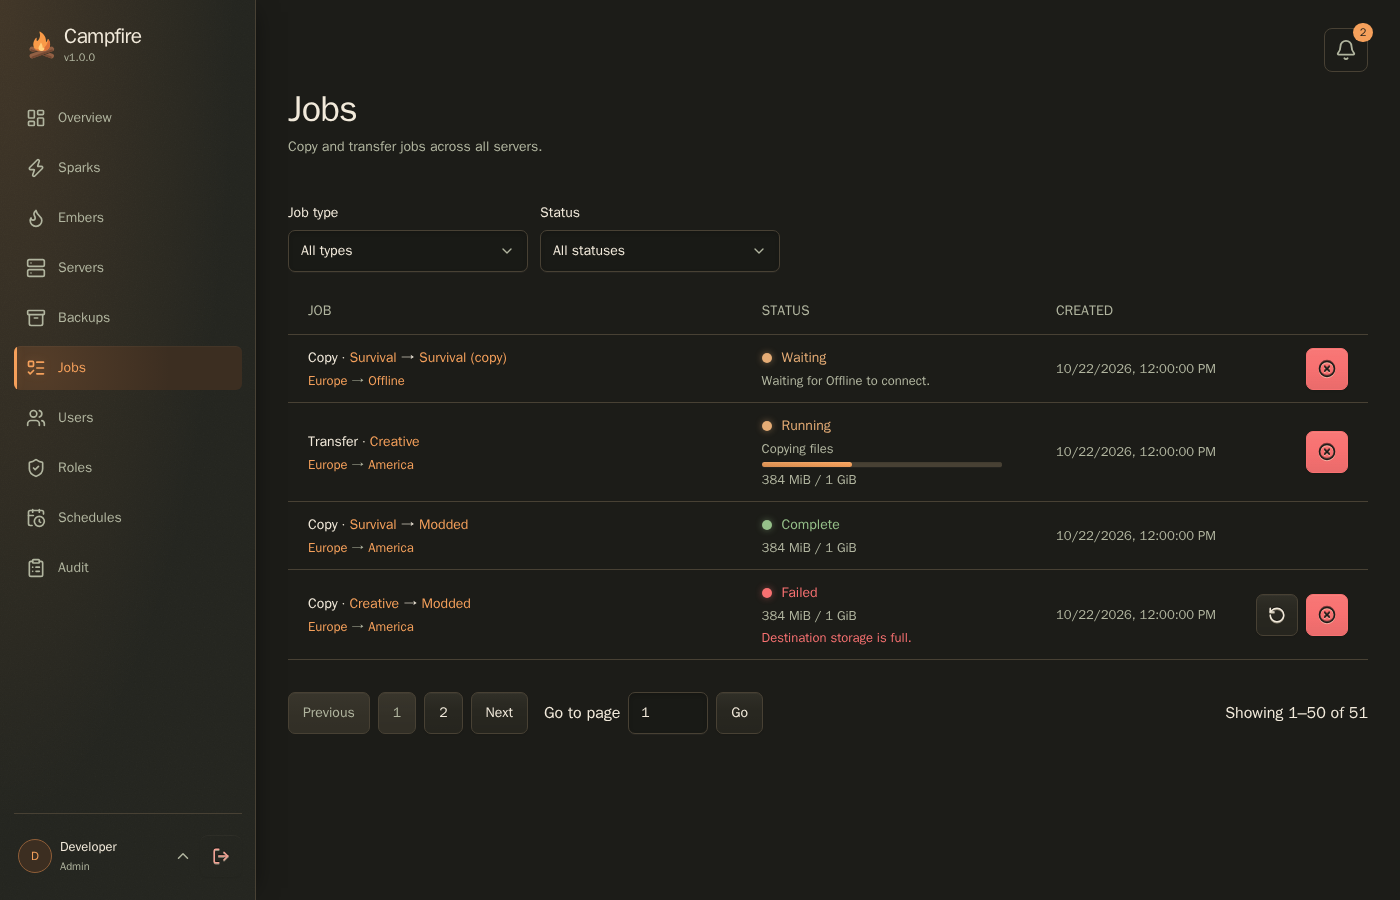 Campfire
v1.0.0
2
Overview
Sparks
Embers
Servers
Backups
Jobs
Users
Roles
Schedules
Audit
Developer
D
Admin
Jobs
Copy and transfer jobs across all servers.
Job type
Status
All types
All statuses
JOB
STATUS
CREATED
Copy · Survival → Survival (copy)
Europe → Offline
Waiting
Waiting for Offline to connect.
10/22/2026, 12:00:00 PM
Transfer · Creative
Europe → America
Running
Copying files
384 MiB / 1 GiB
10/22/2026, 12:00:00 PM
Copy · Survival → Modded
Europe → America
Complete
384 MiB / 1 GiB
10/22/2026, 12:00:00 PM
Copy · Creative → Modded
Europe → America
Failed
384 MiB / 1 GiB
Destination storage is full.
10/22/2026, 12:00:00 PM
Previous
1
2
Next
Go to page
1
Go
Showing 1–50 of 51